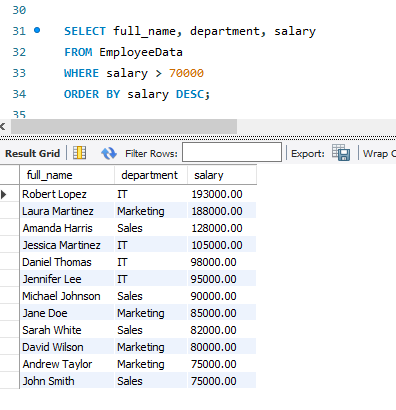 30
31 SELECT full_name, department, salary
32 FROM EmployeeData
33 WHERE salary > 70000
34 ORDER BY salary DESC;
35
Result Grid Filter Rows: Export: Wrap C
full_name department salary
Robert Lopez IT 193000.00
Laura Martinez Marketing 188000.00
Amanda Harris Sales 128000.00
Jessica Martinez IT 105000.00
Daniel Thomas IT 98000.00
Jennifer Lee IT 95000.00
Michael Johnson Sales 90000.00
Jane Doe Marketing 85000.00
Sarah White Sales 82000.00
David Wilson Marketing 80000.00
Andrew Taylor Marketing 75000.00
John Smith Sales 75000.00